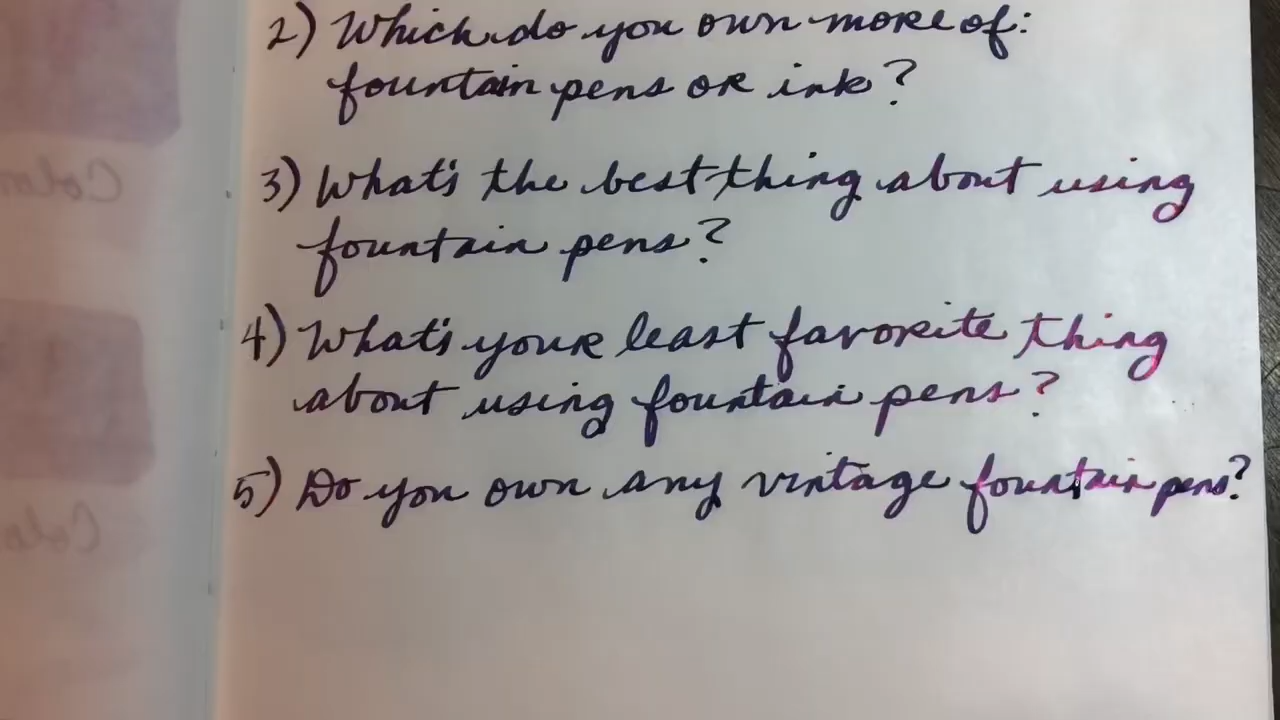 2) Which do you own more of:
fountain pens or ink?
3) What's the best thing about using
fountain pens?
4) What's your least favorite thing
about using fountain pens?
5) Do you own any vintage fountain pens?